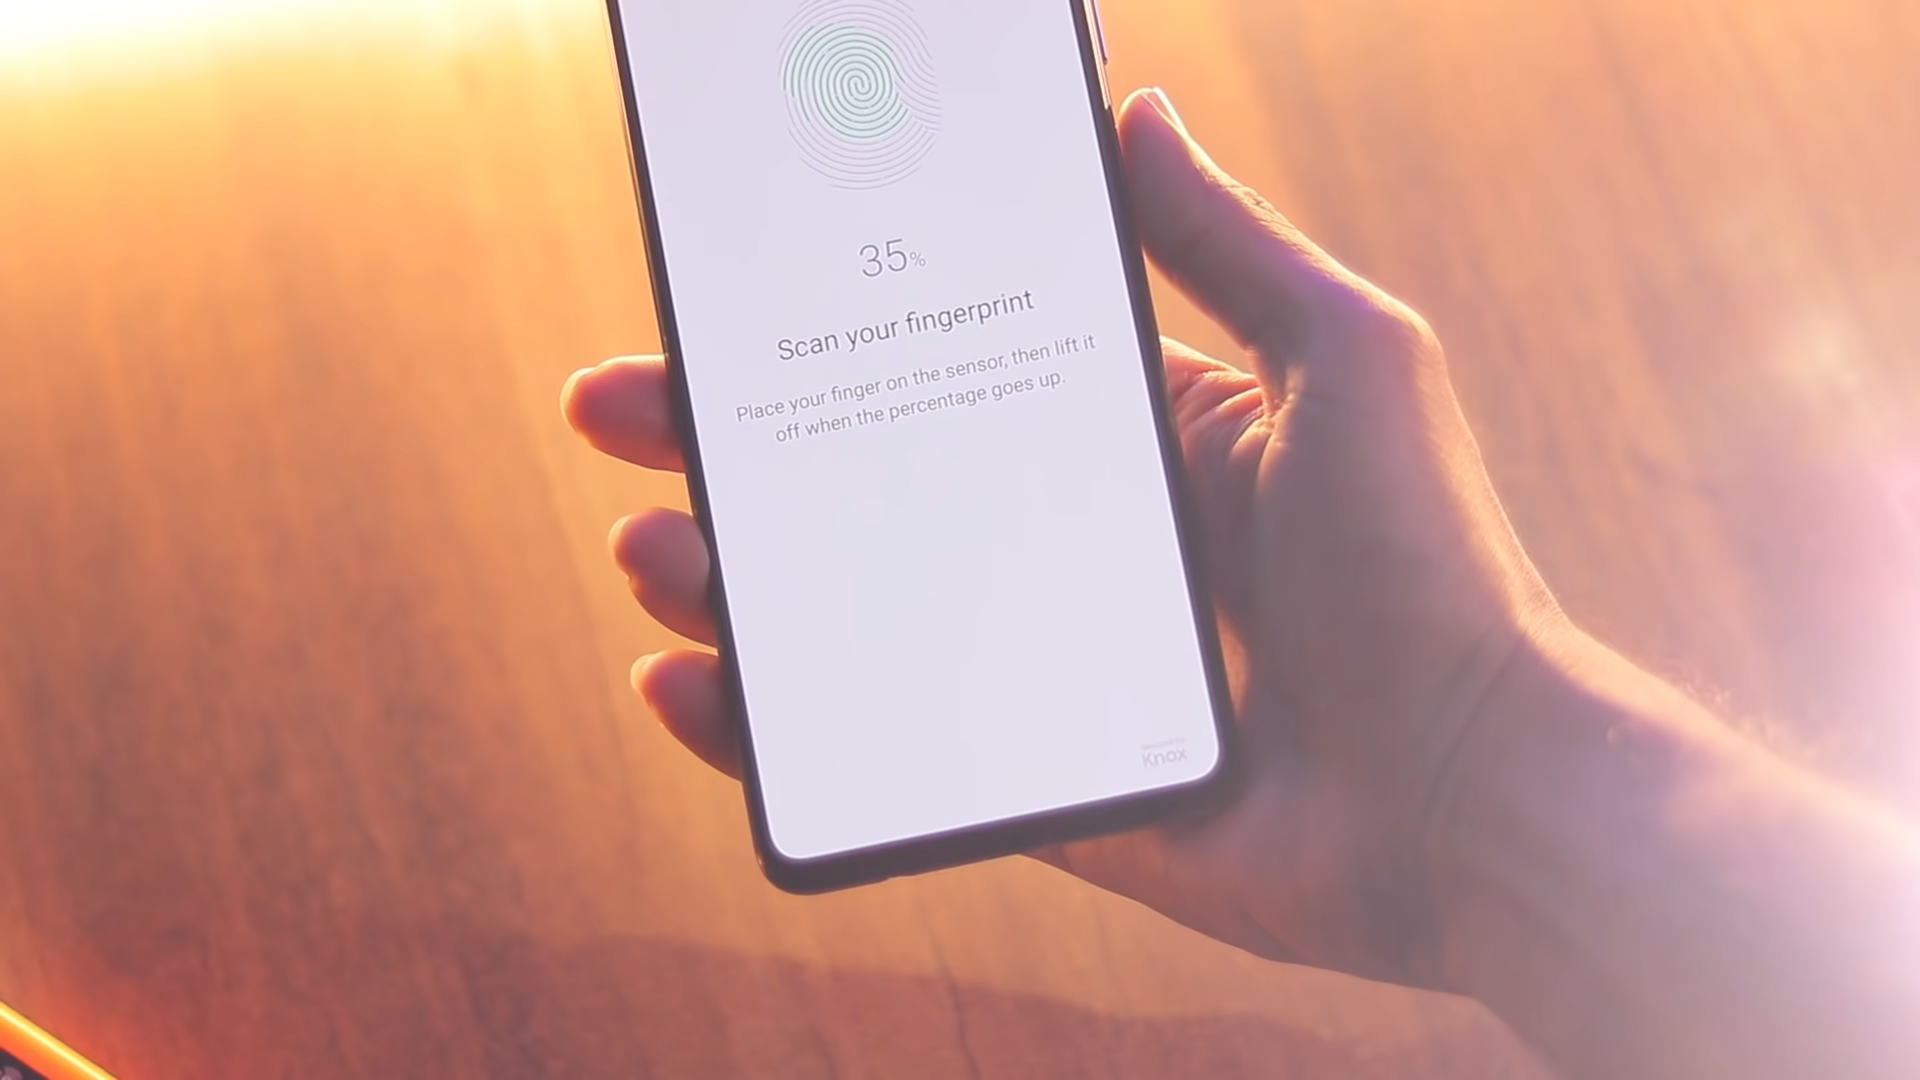 35%
Scan your fingerprint
Place your finger on the sensor, then lift it
off when the percentage goes up.
Knox